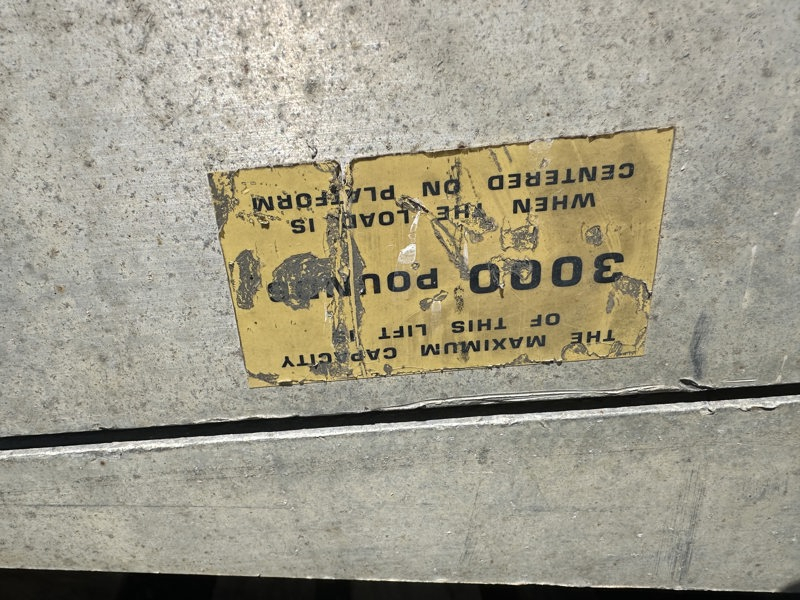 THE MAXIMUM CAPACITY
OF THIS LIFT IS
3000 POUNDS
WHEN THE LOAD IS
CENTERED ON PLATFORM